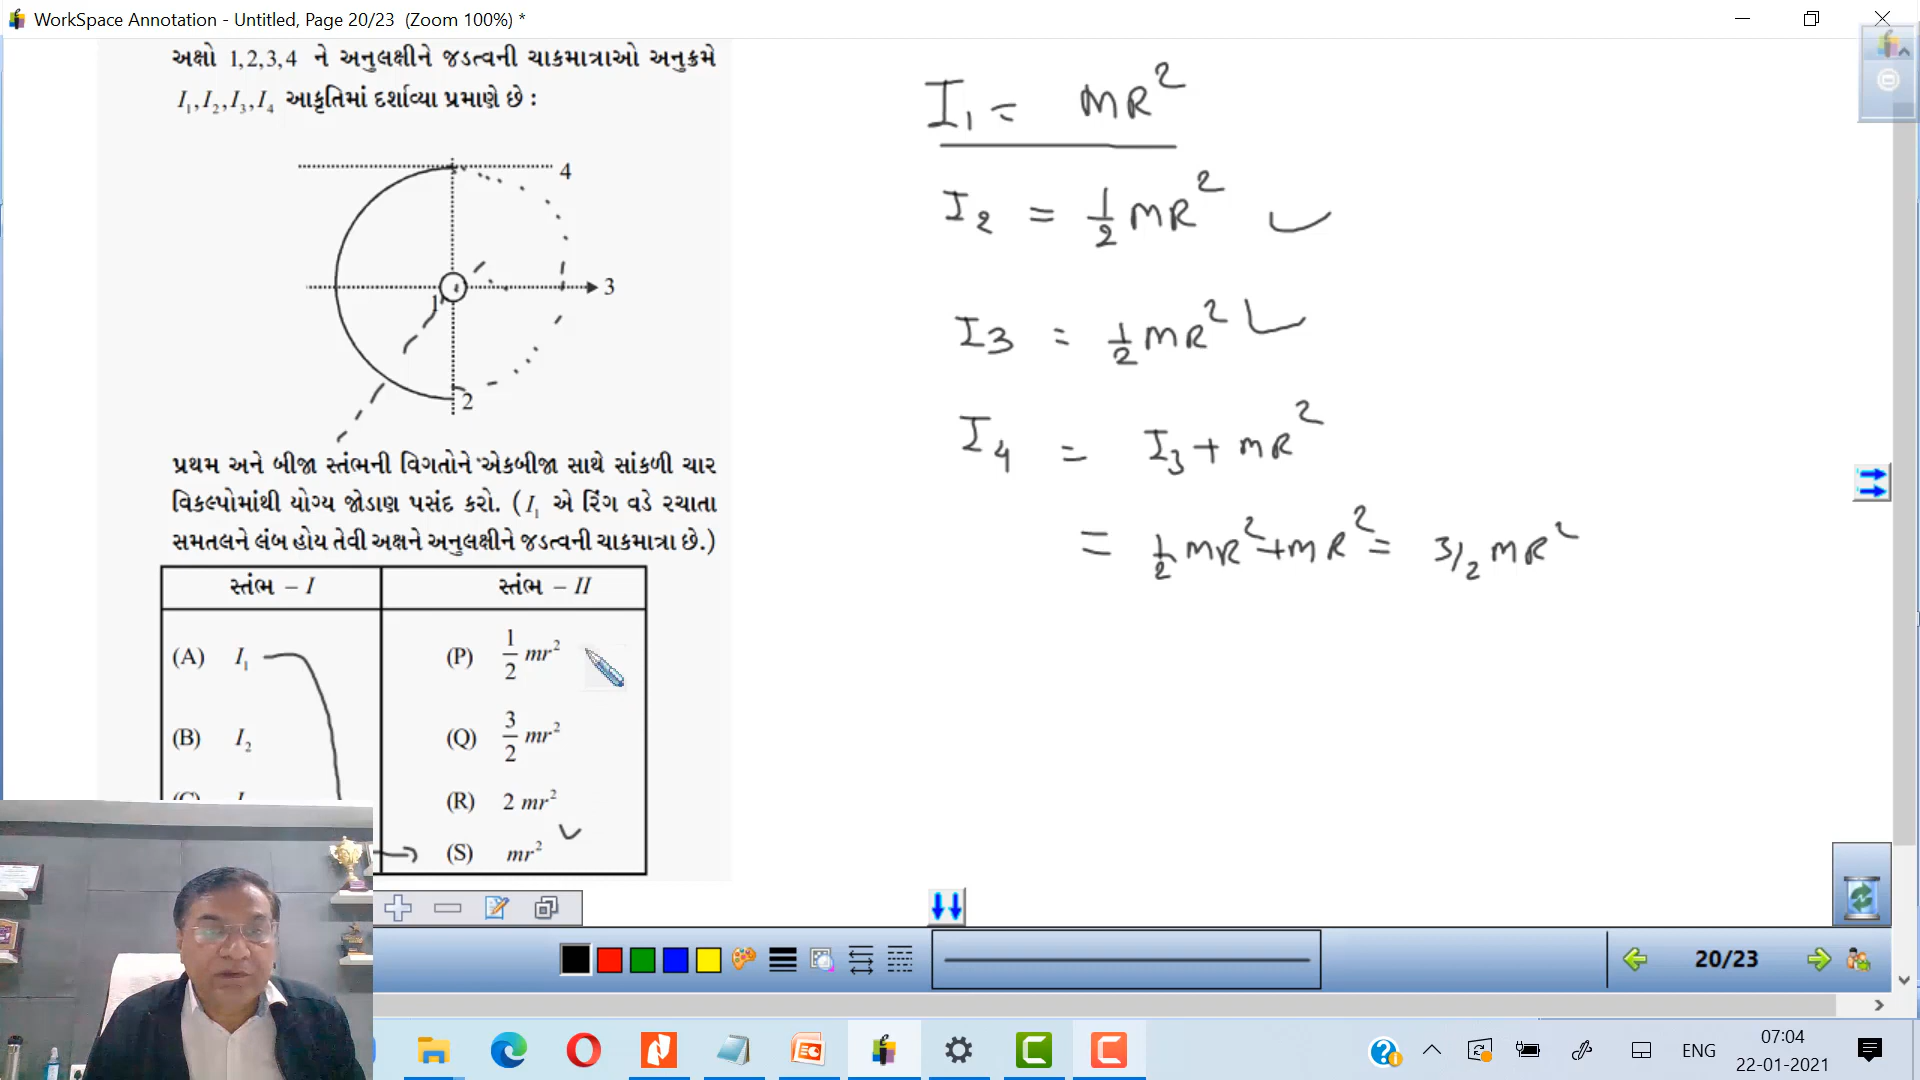 WorkSpace Annotation - Untitled, Page 20/23 (Zoom 100%) *
અક્ષો 1,2,3,4 ને અનુલક્ષીને જડત્વની ચાકમાત્રાઓ અનુક્રમે
I₁,I₂,I₃,I₄ આકૃતિમાં દર્શાવ્યા પ્રમાણે છે :
4
3
1
2
પ્રથમ અને બીજા સ્તંભની વિગતોને એકબીજા સાથે સાંકળી ચાર
વિકલ્પોમાંથી યોગ્ય જોડાણ પસંદ કરો. (I₁ એ રિંગ વડે રચાતા
સમતલને લંબ હોય તેવી અક્ષને અનુલક્ષીને જડત્વની ચાકમાત્રા છે.)
સ્તંભ – I સ્તંભ – II
(A) I₁ (P) 1/2 mr²
(B) I₂ (Q) 3/2 mr²
(R) 2 mr²
(S) mr²
I₁ = MR²
I₂ = 1/2 MR²
I3 = 1/2 MR²
I₄ = I₃ + MR²
= 1/2 MR² + MR² = 3/2 MR²
20/23
ENG
07:04
22-01-2021